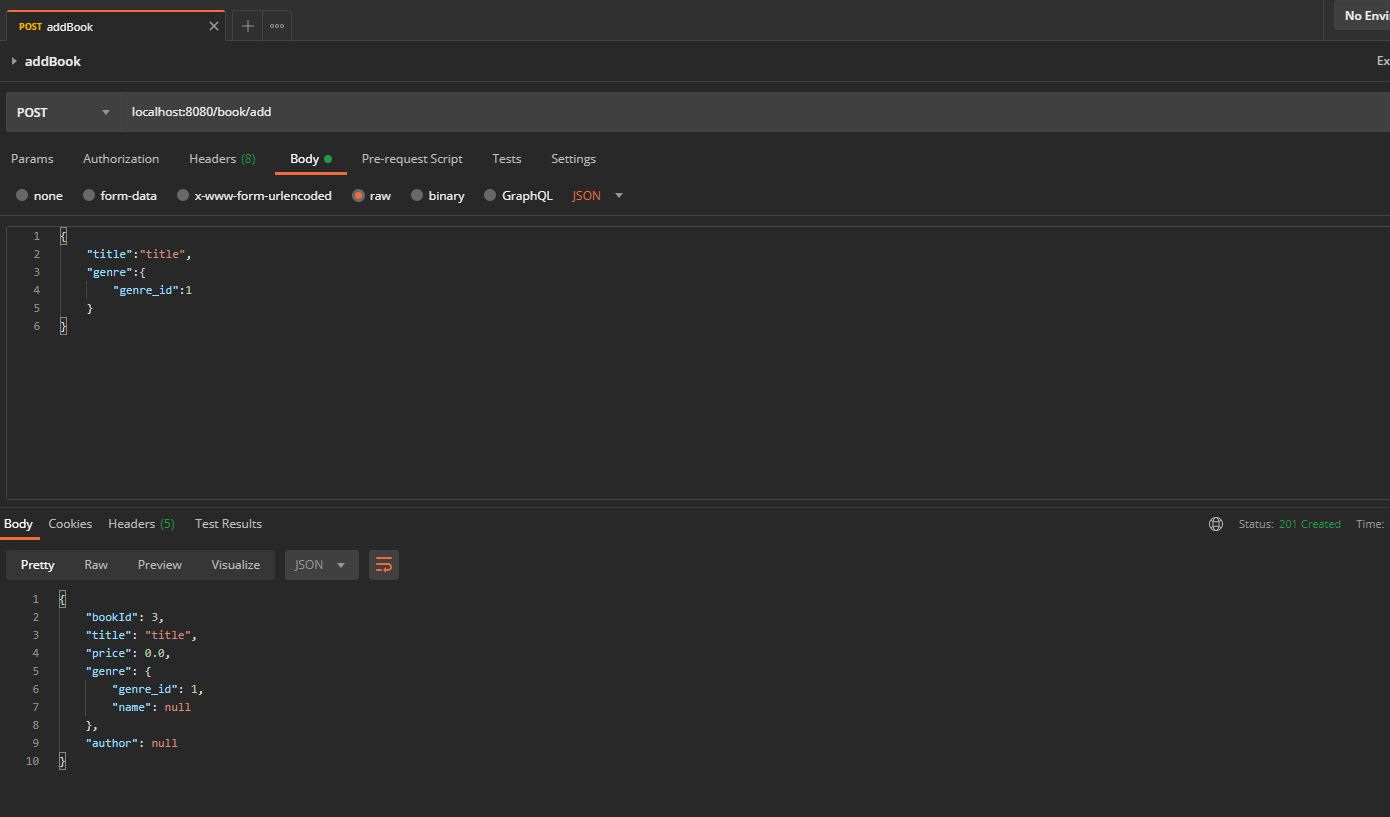 POST addBook
No Envi
addBook
Ex
POST localhost:8080/book/add
Params Authorization Headers (8) Body Pre-request Script Tests Settings
none form-data x-www-form-urlencoded raw binary GraphQL JSON
1 {
2 "title":"title",
3 "genre":{
4 "genre_id":1
5 }
6 }
Body Cookies Headers (5) Test Results Status: 201 Created Time:
Pretty Raw Preview Visualize JSON
1 {
2 "bookId": 3,
3 "title": "title",
4 "price": 0.0,
5 "genre": {
6 "genre_id": 1,
7 "name": null
8 },
9 "author": null
10 }